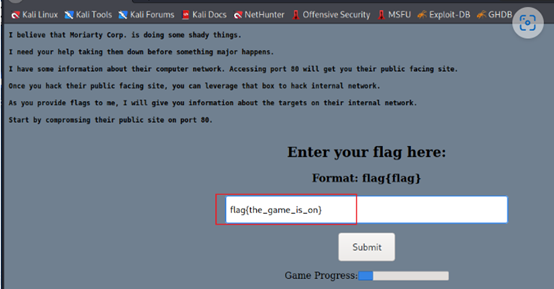 Kali Linux Kali Tools Kali Forums Kali Docs NetHunter Offensive Security MSFU Exploit-DB GHDB
I believe that Moriarty Corp. is doing some shady things.
I need your help taking them down before something major happens.
I have some information about their computer network. Accessing port 80 will get you their public facing site.
Once you hack their public facing site, you can leverage that box to hack internal network.
As you provide flags to me, I will give you information about the targets on their internal network.
Start by compromsing their public site on port 80.
Enter your flag here:
Format: flag{flag}
flag{the_game_is_on}
Submit
Game Progress: